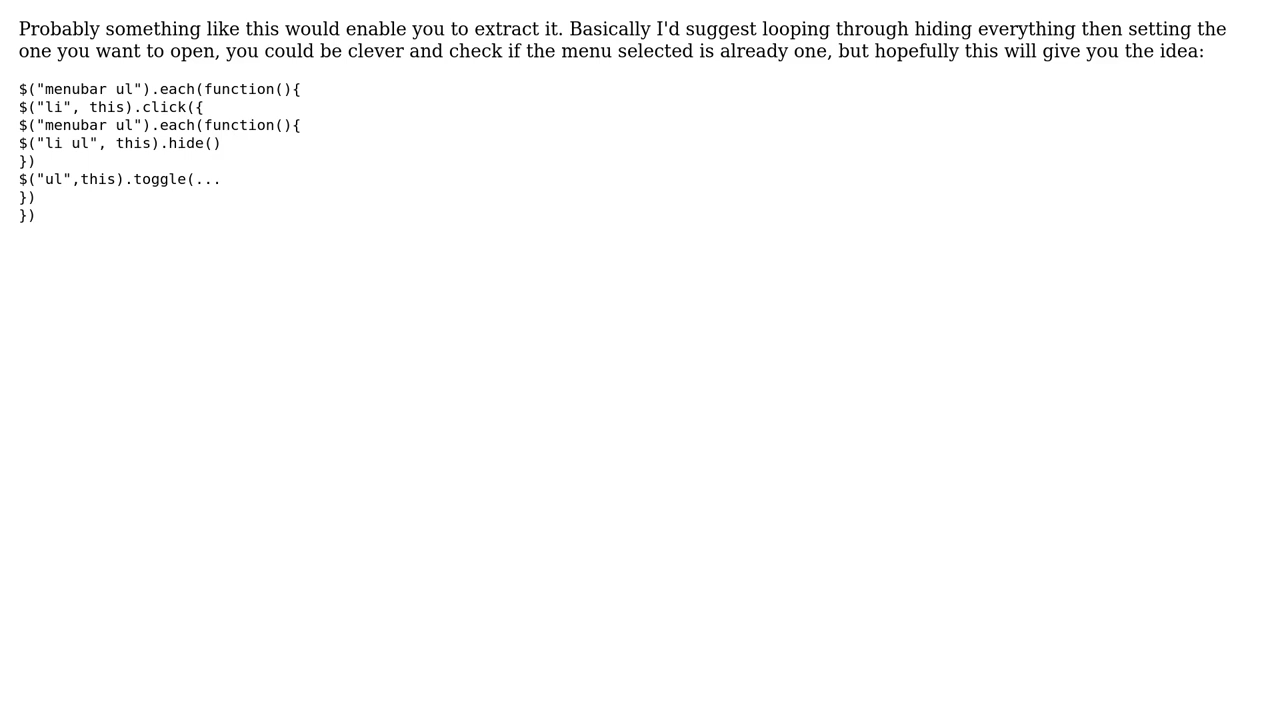 Probably something like this would enable you to extract it. Basically I'd suggest looping through hiding everything then setting the
one you want to open, you could be clever and check if the menu selected is already one, but hopefully this will give you the idea:
$("menubar ul").each(function(){
$("li", this).click({
$("menubar ul").each(function(){
$("li ul", this).hide()
})
$("ul",this).toggle(...
})
})